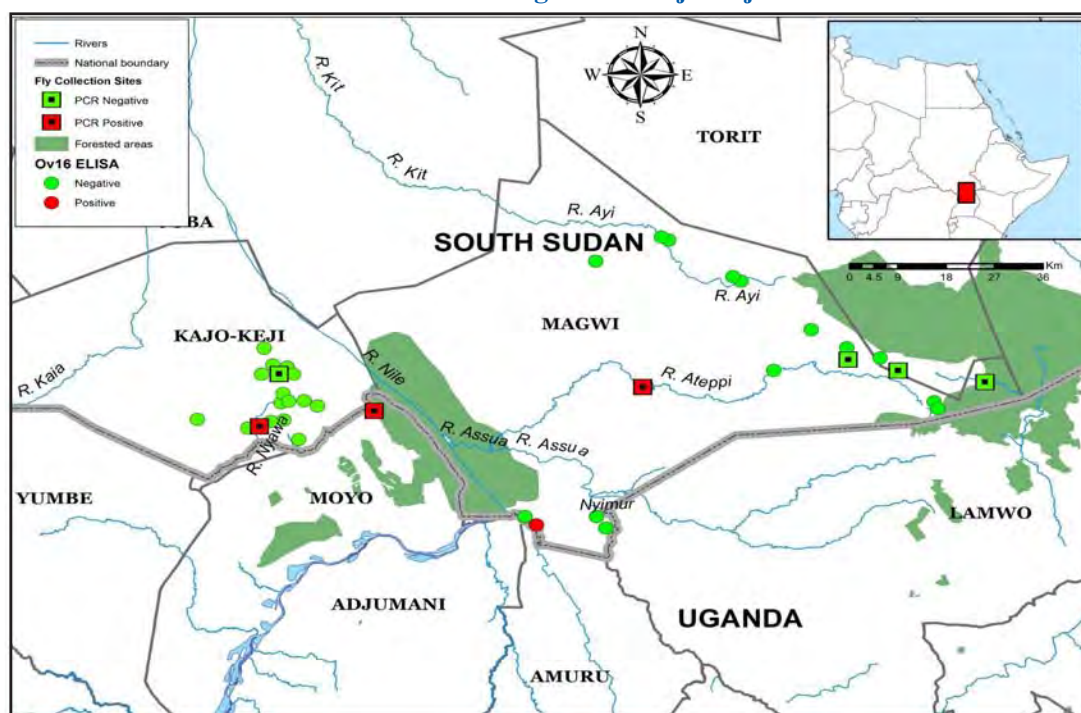 Rivers
National boundary
Fly Collection Sites
PCR Negative
PCR Positive
Forested areas
Ov16 ELISA
Negative
Positive
N
W E
S
R. Kit
TORIT
R. Kit
R. Ayi
SOUTH SUDAN
Km
0 4.5 9 18 27 36
R. Ayi
KAJO-KEJI
MAGWI
R. Kaia
R. Nile
R. Ateppi
R. Nyawa
R. Assua
R. Assua
YUMBE
MOYO
Nyimur
LAMWO
ADJUMANI
UGANDA
AMURU